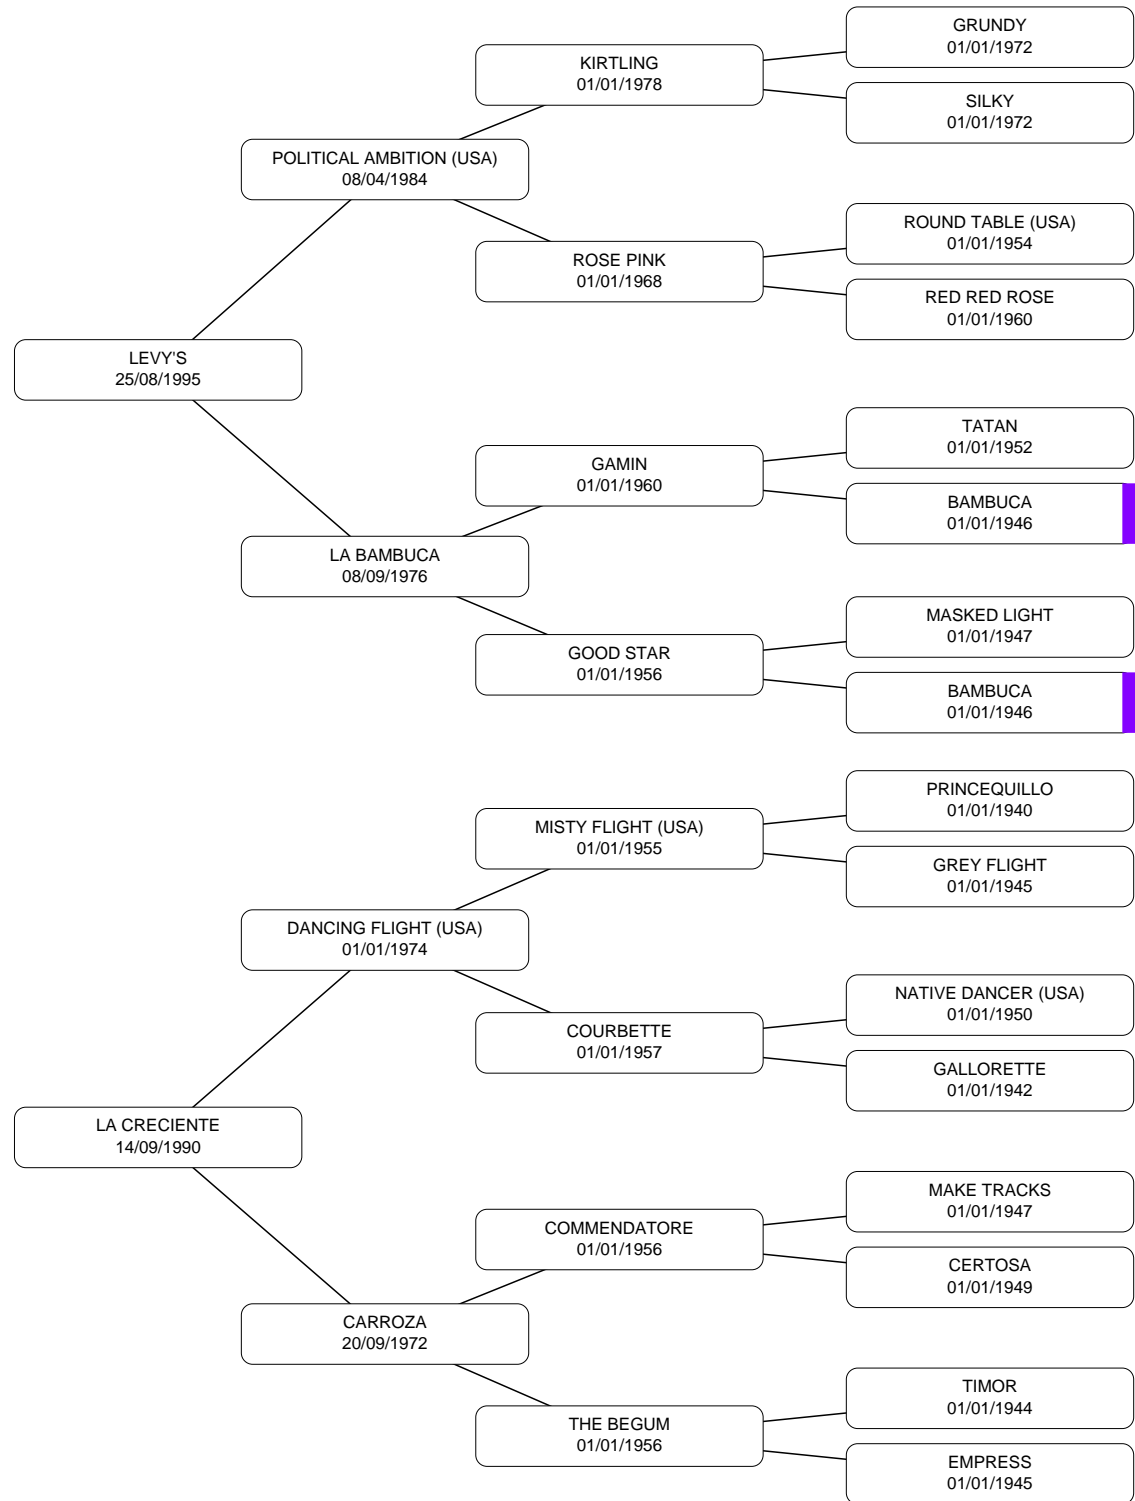 GRUNDY
01/01/1972
KIRTLING
01/01/1978
SILKY
01/01/1972
POLITICAL AMBITION (USA)
08/04/1984
ROUND TABLE (USA)
01/01/1954
ROSE PINK
01/01/1968
RED RED ROSE
01/01/1960
LEVY'S
25/08/1995
TATAN
01/01/1952
GAMIN
01/01/1960
BAMBUCA
01/01/1946
LA BAMBUCA
08/09/1976
MASKED LIGHT
01/01/1947
GOOD STAR
01/01/1956
BAMBUCA
01/01/1946
PRINCEQUILLO
01/01/1940
MISTY FLIGHT (USA)
01/01/1955
GREY FLIGHT
01/01/1945
DANCING FLIGHT (USA)
01/01/1974
NATIVE DANCER (USA)
01/01/1950
COURBETTE
01/01/1957
GALLORETTE
01/01/1942
LA CRECIENTE
14/09/1990
MAKE TRACKS
01/01/1947
COMMENDATORE
01/01/1956
CERTOSA
01/01/1949
CARROZA
20/09/1972
TIMOR
01/01/1944
THE BEGUM
01/01/1956
EMPRESS
01/01/1945